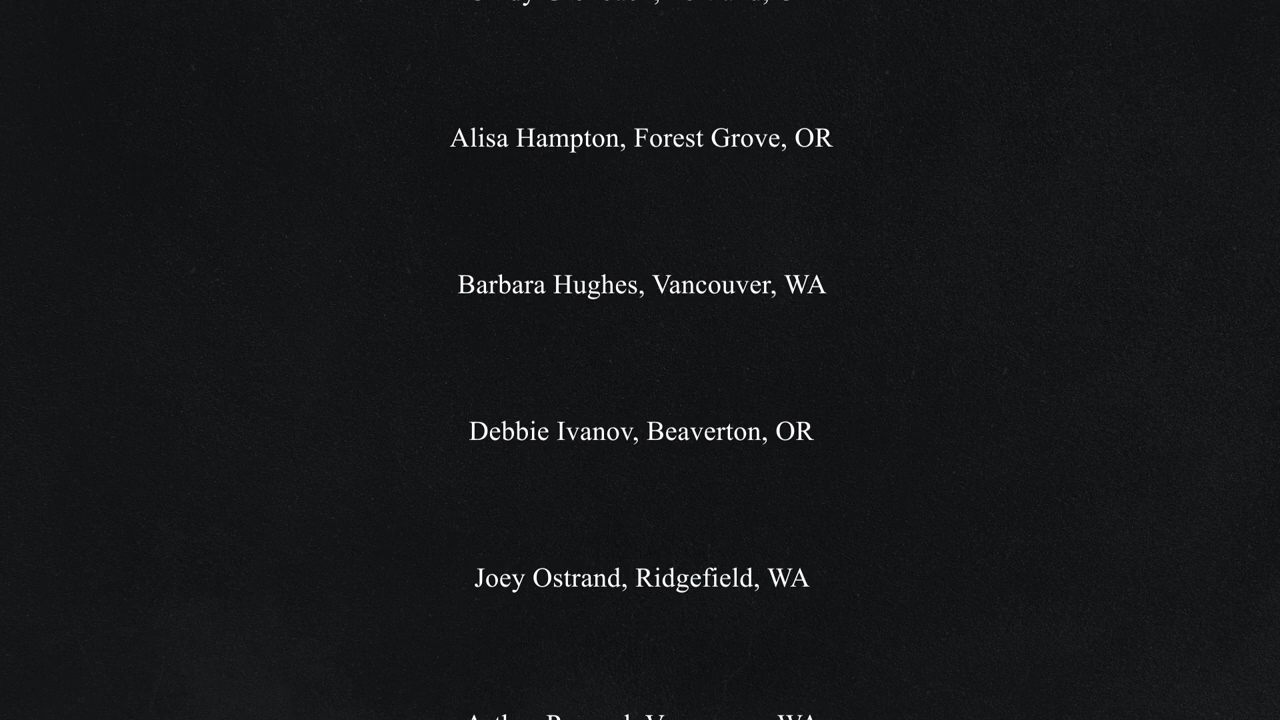 Alisa Hampton, Forest Grove, OR
Barbara Hughes, Vancouver, WA
Debbie Ivanov, Beaverton, OR
Joey Ostrand, Ridgefield, WA